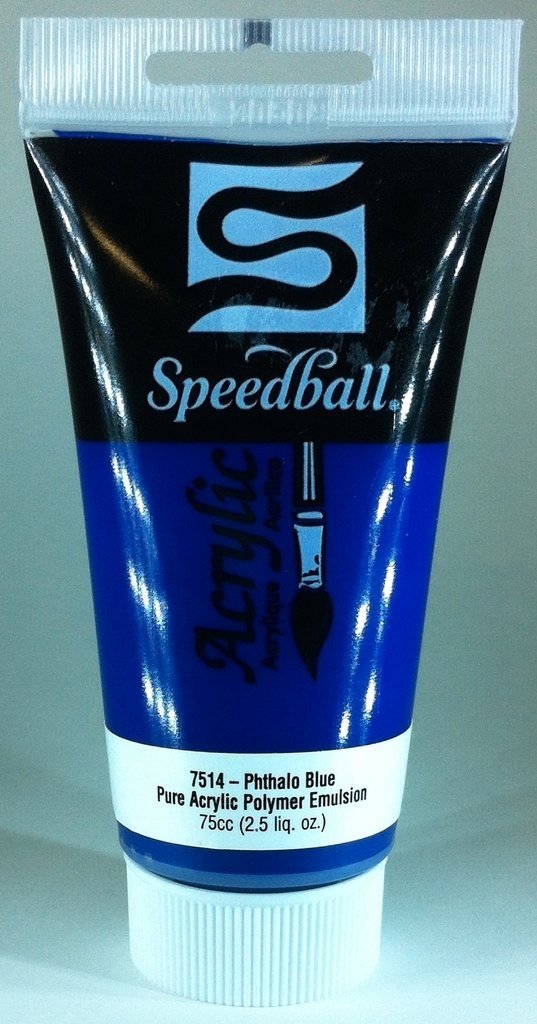 Speedball®
Acrylic
Acrylique Acrílico
7514 – Phthalo Blue
Pure Acrylic Polymer Emulsion
75cc (2.5 liq. oz.)